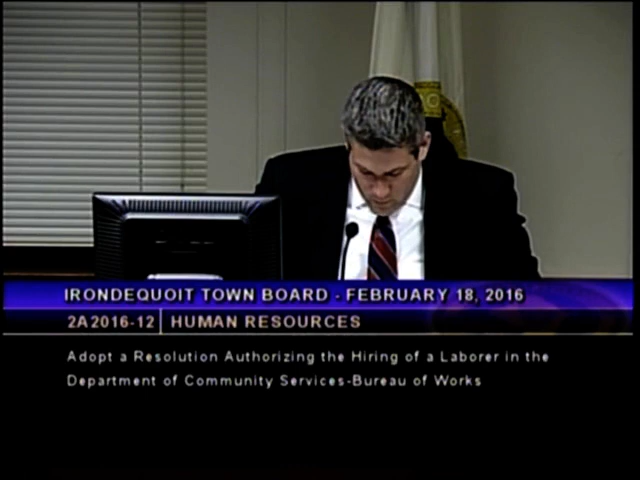 IRONDEQUOIT TOWN BOARD - FEBRUARY 18, 2016
2A2016-12 HUMAN RESOURCES
Adopt a Resolution Authorizing the Hiring of a Laborer in the
Department of Community Services-Bureau of Works